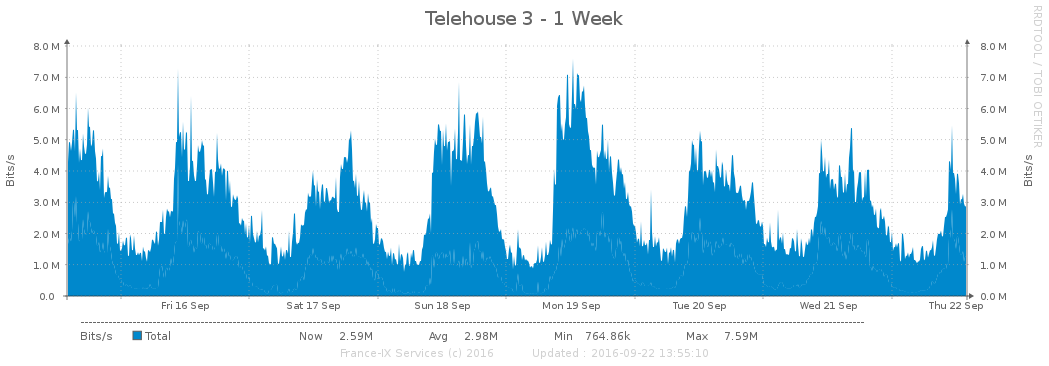 Telehouse 3 - 1 Week
RRDTOOL / TOBI OETIKER
Bits/s
8.0 M 8.0 M
7.0 M 7.0 M
6.0 M 6.0 M
5.0 M 5.0 M
4.0 M 4.0 M
3.0 M 3.0 M
2.0 M 2.0 M
1.0 M 1.0 M
0.0 0.0 M
Bits/s
Fri 16 Sep Sat 17 Sep Sun 18 Sep Mon 19 Sep Tue 20 Sep Wed 21 Sep Thu 22 Sep
Bits/s Total Now 2.59M Avg 2.98M Min 764.86k Max 7.59M
France-IX Services (c) 2016 Updated : 2016-09-22 13:55:10